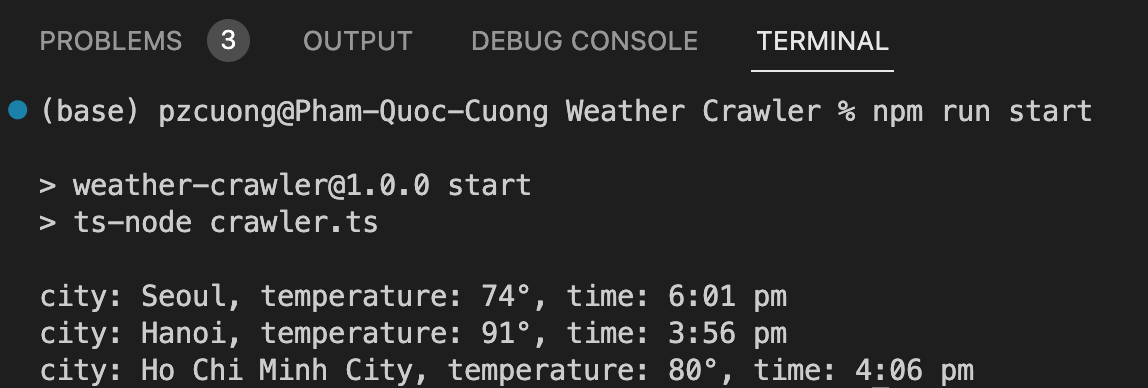 PROBLEMS 3 OUTPUT DEBUG CONSOLE TERMINAL
(base) pzcuong@Pham-Quoc-Cuong Weather Crawler % npm run start
> weather-crawler@1.0.0 start
> ts-node crawler.ts
city: Seoul, temperature: 74°, time: 6:01 pm
city: Hanoi, temperature: 91°, time: 3:56 pm
city: Ho Chi Minh City, temperature: 80°, time: 4:06 pm